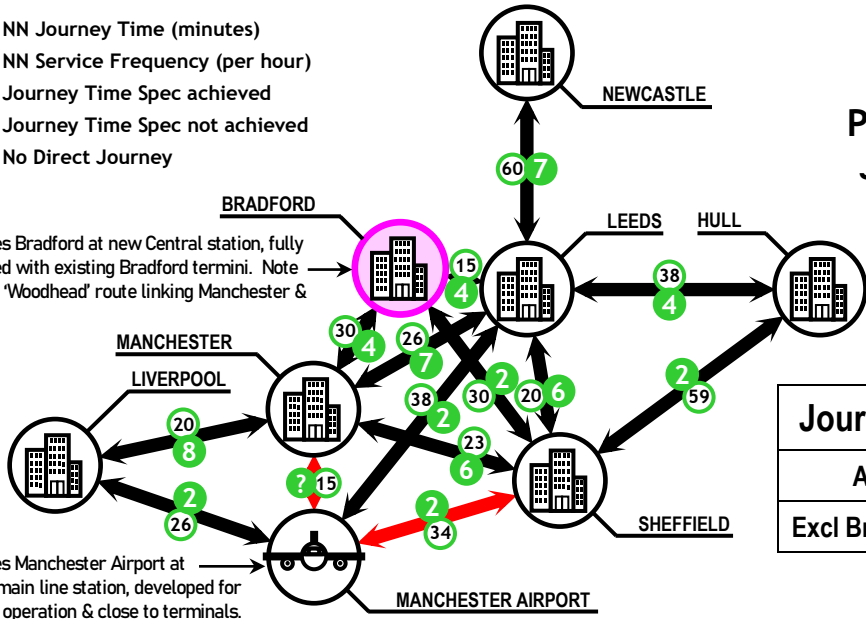 NN Journey Time (minutes)
NN Service Frequency (per hour)
Journey Time Spec achieved
Journey Time Spec not achieved
No Direct Journey
NEWCASTLE
P
J
60 7
BRADFORD
LEEDS
HULL
es Bradford at new Central station, fully
ed with existing Bradford termini. Note
'Woodhead' route linking Manchester &
15
4
38
4
MANCHESTER
30
4
26
7
LIVERPOOL
38
2
2
30
20 6
2
59
20
8
23
6
Jour
A
Excl Br
2
26
? 15
2
34
SHEFFIELD
es Manchester Airport at
main line station, developed for
operation & close to terminals.
MANCHESTER AIRPORT